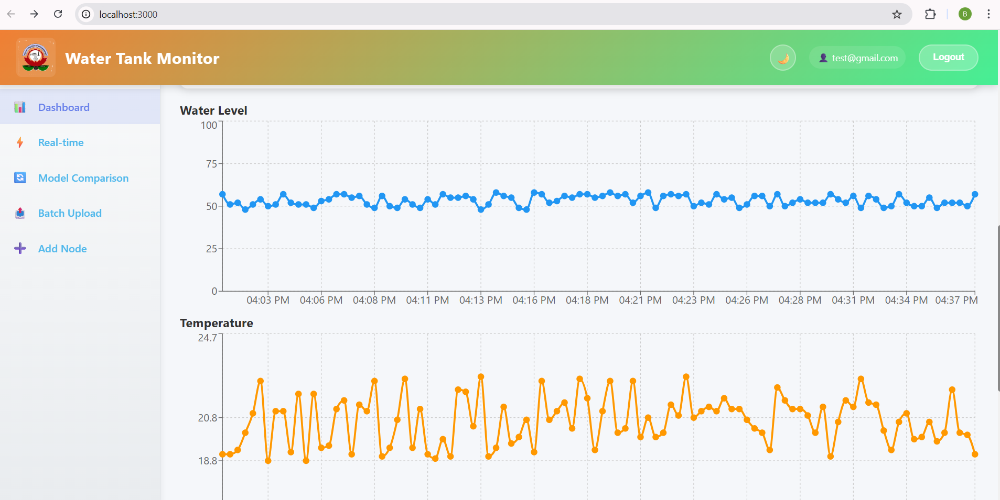 localhost:3000
B
Water Tank Monitor
test@gmail.com
Logout
Dashboard
Real-time
Model Comparison
Batch Upload
Add Node
Water Level
100
75
50
25
0
04:03 PM 04:06 PM 04:08 PM 04:11 PM 04:13 PM 04:16 PM 04:18 PM 04:21 PM 04:23 PM 04:26 PM 04:28 PM 04:31 PM 04:34 PM 04:37 PM
Temperature
24.7
20.8
18.8